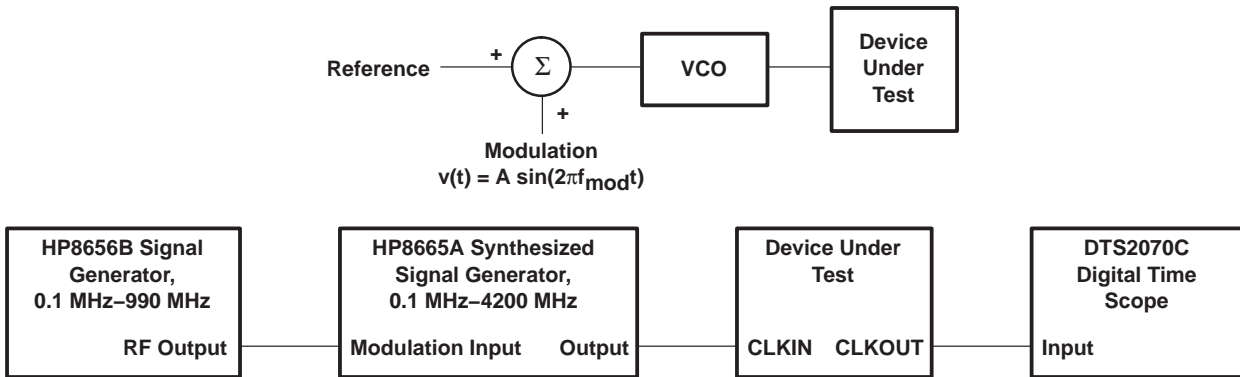 Reference
+
Σ
+
VCO
Device
Under
Test
Modulation
v(t) = A sin(2πfmodt)
HP8656B Signal
Generator,
0.1 MHz–990 MHz
RF Output
HP8665A Synthesized
Signal Generator,
0.1 MHz–4200 MHz
Modulation Input Output
Device Under
Test
CLKIN CLKOUT
DTS2070C
Digital Time
Scope
Input